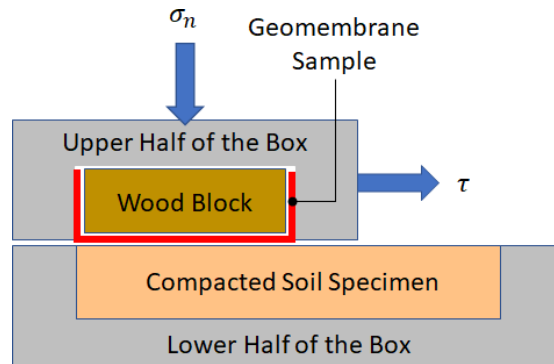 σₙ
Geomembrane
Sample
Upper Half of the Box
τ
Wood Block
Compacted Soil Specimen
Lower Half of the Box